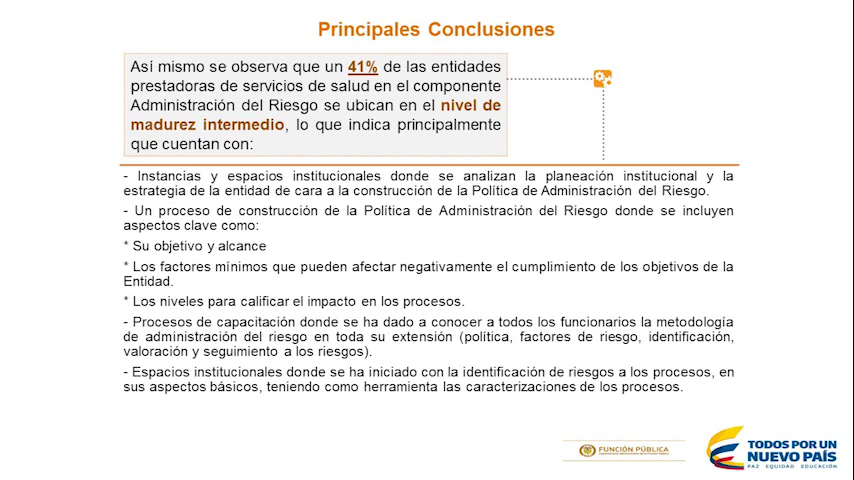 Principales Conclusiones
Así mismo se observa que un 41% de las entidades
prestadoras de servicios de salud en el componente
Administración del Riesgo se ubican en el nivel de
madurez intermedio, lo que indica principalmente
que cuentan con:
- Instancias y espacios institucionales donde se analizan la planeación institucional y la
estrategia de la entidad de cara a la construcción de la Política de Administración del Riesgo.
- Un proceso de construcción de la Política de Administración del Riesgo donde se incluyen
aspectos clave como:
* Su objetivo y alcance
* Los factores mínimos que pueden afectar negativamente el cumplimiento de los objetivos de la
Entidad.
* Los niveles para calificar el impacto en los procesos.
- Procesos de capacitación donde se ha dado a conocer a todos los funcionarios la metodología
de administración del riesgo en toda su extensión (política, factores de riesgo, identificación,
valoración y seguimiento a los riesgos).
- Espacios institucionales donde se ha iniciado con la identificación de riesgos a los procesos, en
sus aspectos básicos, teniendo como herramienta las caracterizaciones de los procesos.
FUNCIÓN PÚBLICA
Departamento Administrativo de la Función Pública
TODOS POR UN
NUEVO PAÍS
PAZ EQUIDAD EDUCACIÓN